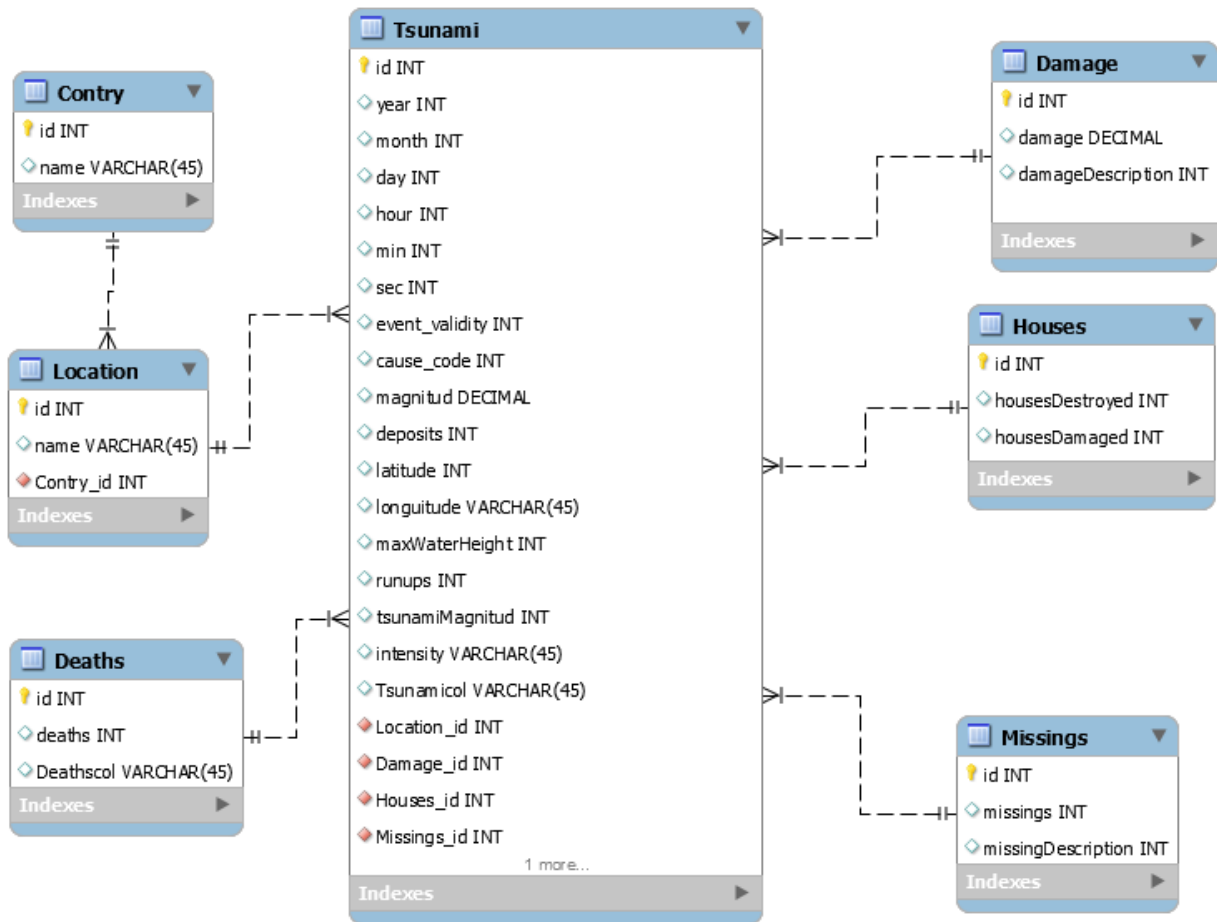 Contry
id INT
name VARCHAR(45)
Indexes
Location
id INT
name VARCHAR(45)
Contry_id INT
Indexes
Deaths
id INT
deaths INT
Deathscol VARCHAR(45)
Indexes
Tsunami
id INT
year INT
month INT
day INT
hour INT
min INT
sec INT
event_validity INT
cause_code INT
magnitud DECIMAL
deposits INT
latitude INT
longuitude VARCHAR(45)
maxWaterHeight INT
runups INT
tsunamiMagnitud INT
intensity VARCHAR(45)
Tsunamicol VARCHAR(45)
Location_id INT
Damage_id INT
Houses_id INT
Missings_id INT
1 more...
Indexes
Damage
id INT
damage DECIMAL
damageDescription INT
Indexes
Houses
id INT
housesDestroyed INT
housesDamaged INT
Indexes
Missings
id INT
missings INT
missingDescription INT
Indexes